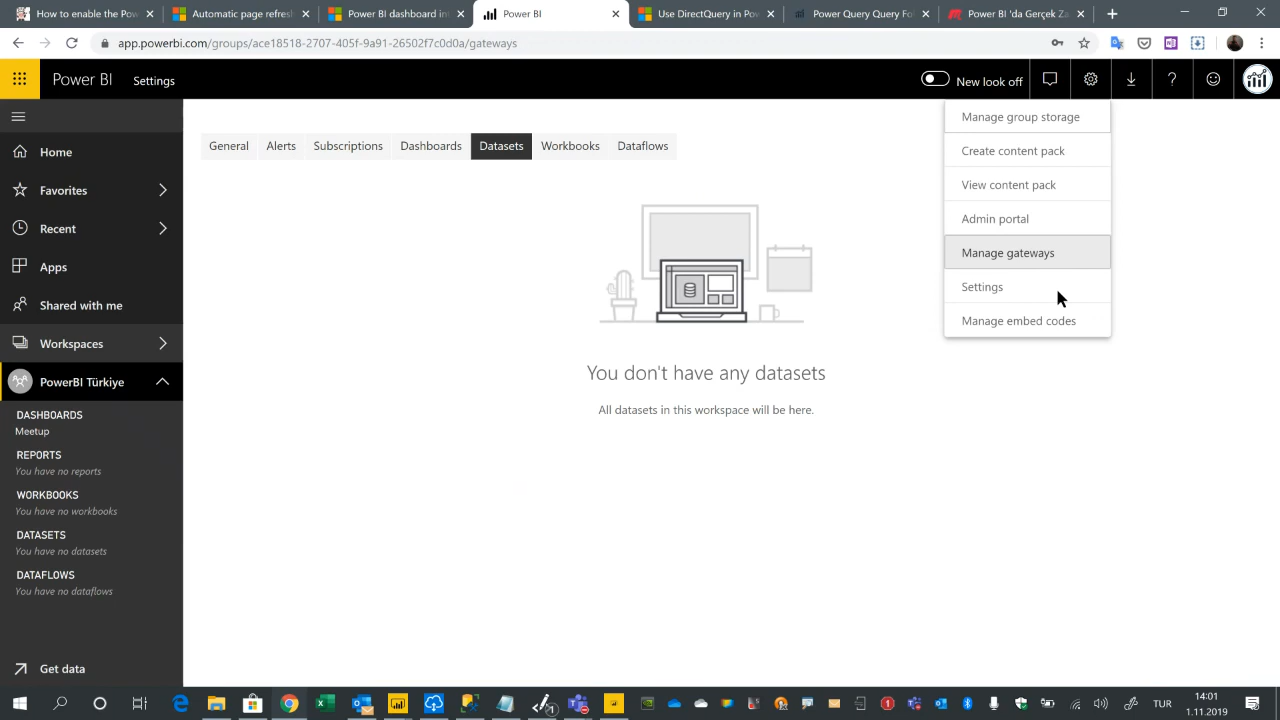 how to enabling the Pow
Automatic page refresh
Power BI dashboard in
Power BI
Use DirectQuery in Pow
Power Query Query Fol
Power BI 'da Gerçek Za
app.powerbi.com/groups/ace18518-2707-405f-9a91-26502f7c0d0a/gateways
Power BI Settings New look off
Manage group storage
Create content pack
View content pack
Admin portal
Manage gateways
Settings
Manage embed codes
General Alerts Subscriptions Dashboards Datasets Workbooks Dataflows
Home
Favorites
Recent
Apps
Shared with me
Workspaces
PowerBI Türkiye
DASHBOARDS
Meetup
REPORTS
You have no reports
WORKBOOKS
You have no workbooks
DATASETS
You have no datasets
DATAFLOWS
You have no dataflows
Get data
You don't have any datasets
All datasets in this workspace will be here.
TUR
14:01
1.11.2019